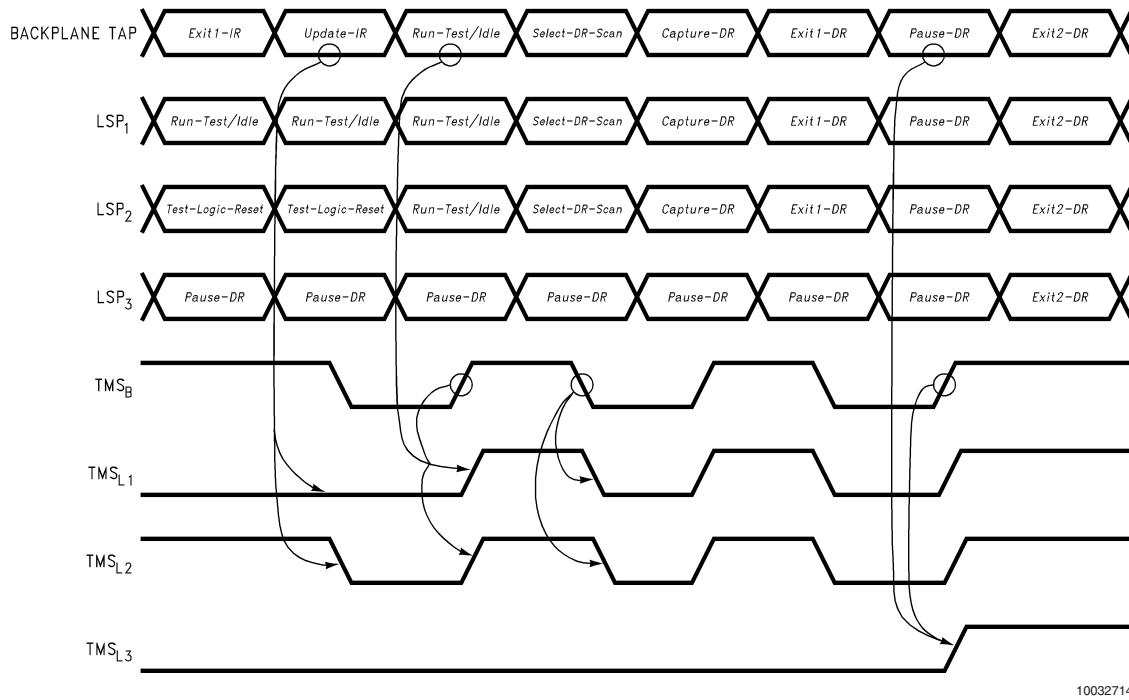 BACKPLANE TAP Exit1-IR Update-IR Run-Test/Idle Select-DR-Scan Capture-DR Exit1-DR Pause-DR Exit2-DR
LSP1 Run-Test/Idle Run-Test/Idle Run-Test/Idle Select-DR-Scan Capture-DR Exit1-DR Pause-DR Exit2-DR
LSP2 Test-Logic-Reset Test-Logic-Reset Run-Test/Idle Select-DR-Scan Capture-DR Exit1-DR Pause-DR Exit2-DR
LSP3 Pause-DR Pause-DR Pause-DR Pause-DR Pause-DR Pause-DR Pause-DR Exit2-DR
TMSB
TMSL1
TMSL2
TMSL3
10032714